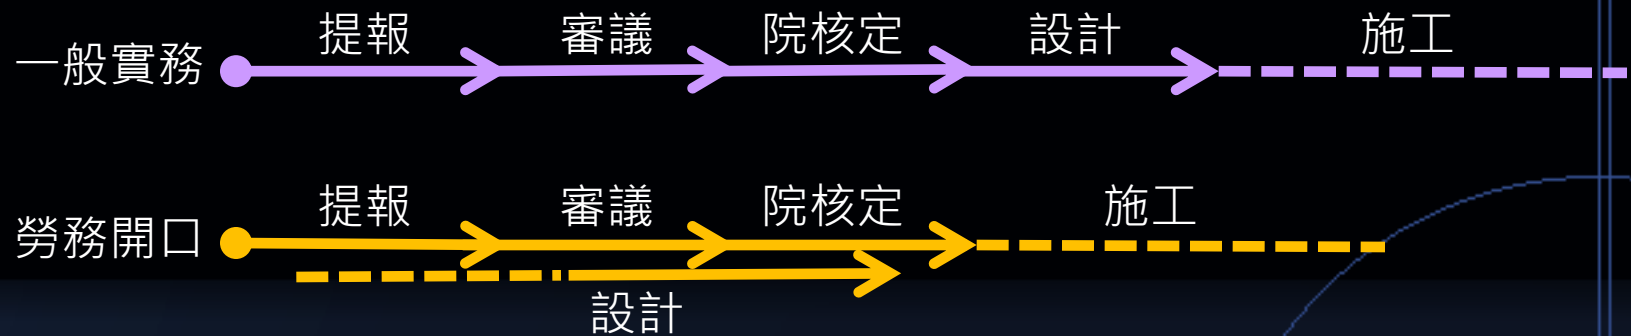 提報 審議 院核定 設計 施工
一般實務
提報 審議 院核定 施工
勞務開口
設計